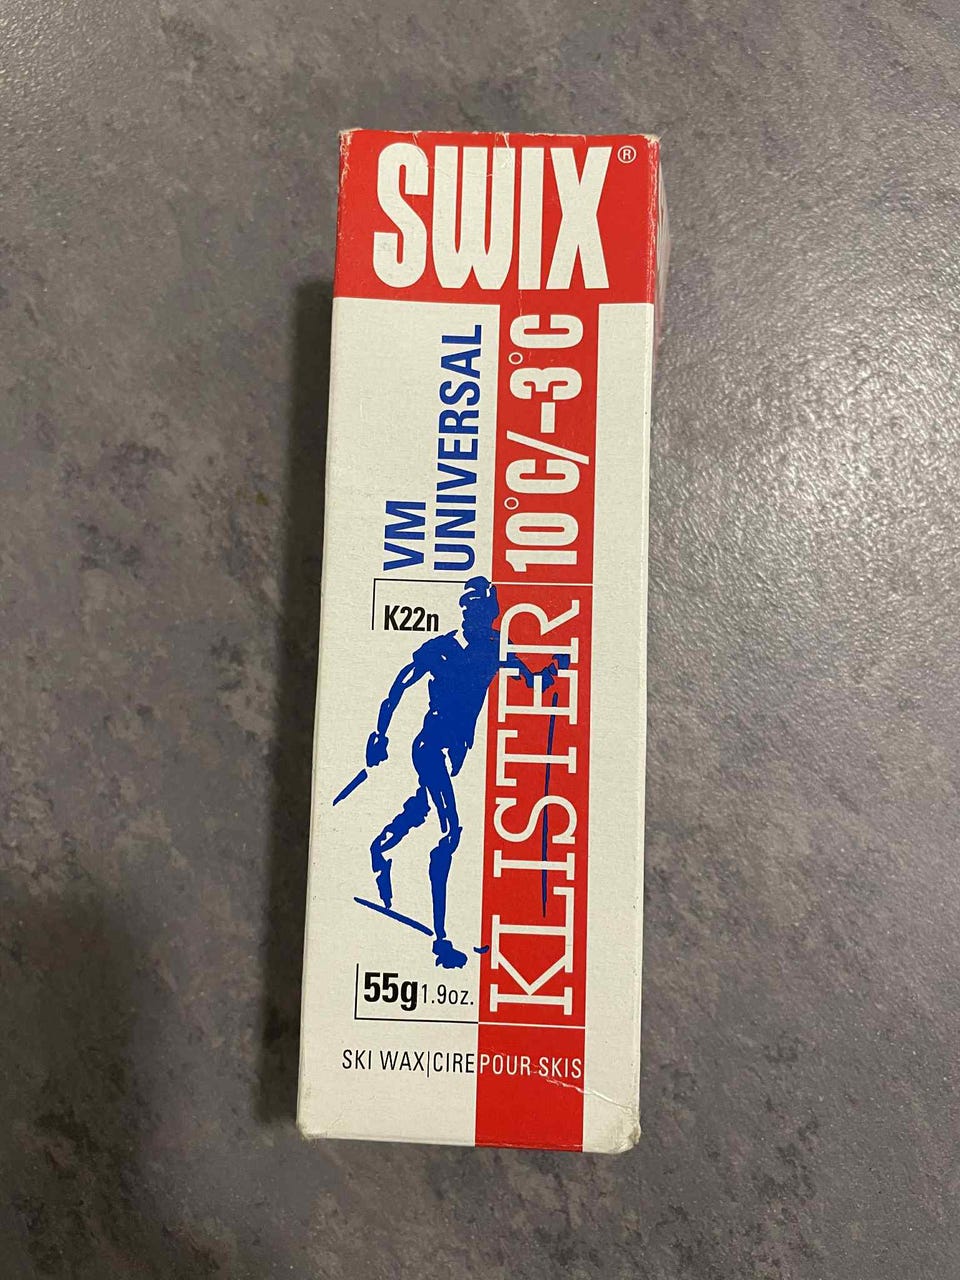 SWIX®
VM
UNIVERSAL
10°C/-3°C
K22n
KLISTER
55g 1.9oz.
SKI WAX|CIRE POUR SKIS